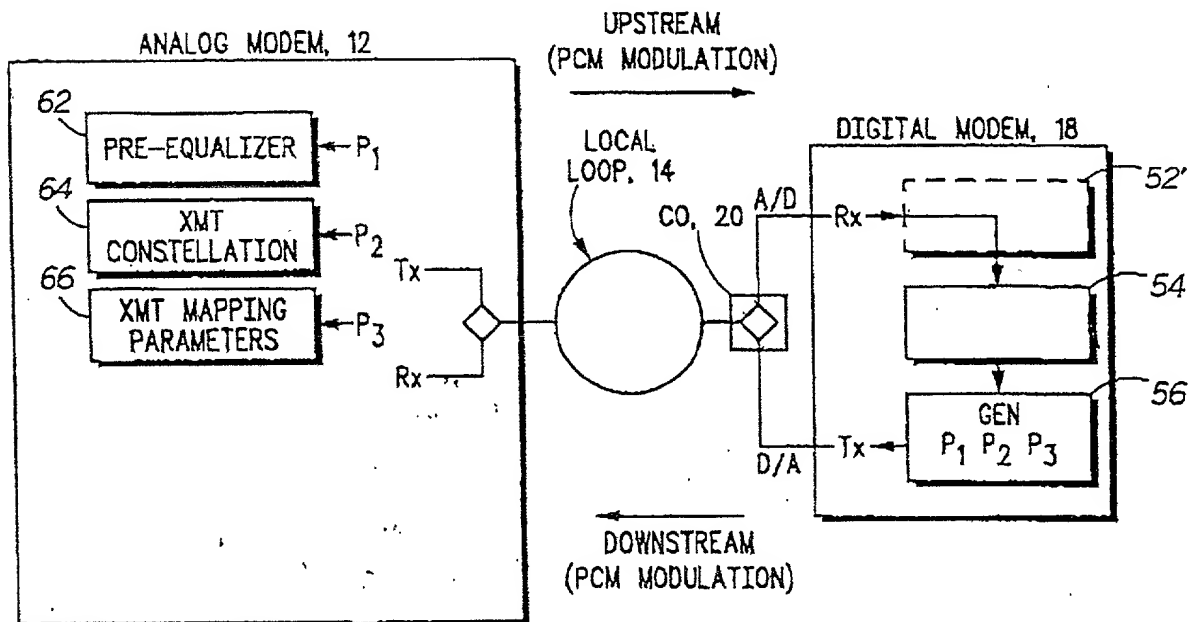 UPSTREAM
(PCM MODULATION)
ANALOG MODEM, 12
62
PRE-EQUALIZER
P1
64
XMT
CONSTELLATION
P2
66
XMT MAPPING
PARAMETERS
P3
Tx
Rx
LOCAL
LOOP, 14
CO, 20
A/D
D/A
DIGITAL MODEM, 18
Rx
52'
54
56
GEN
P1 P2 P3
Tx
DOWNSTREAM
(PCM MODULATION)